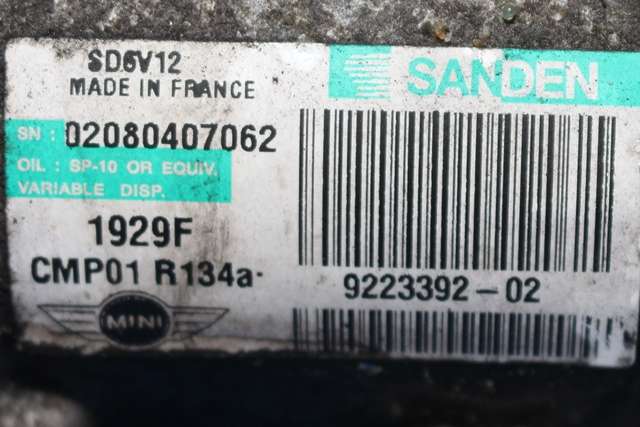 SD6V12
MADE IN FRANCE
SANDEN
SN : 02080407062
OIL : SP-10 OR EQUIV.
VARIABLE DISP.
1929F
CMP01 R134a
9223392-02
MINI